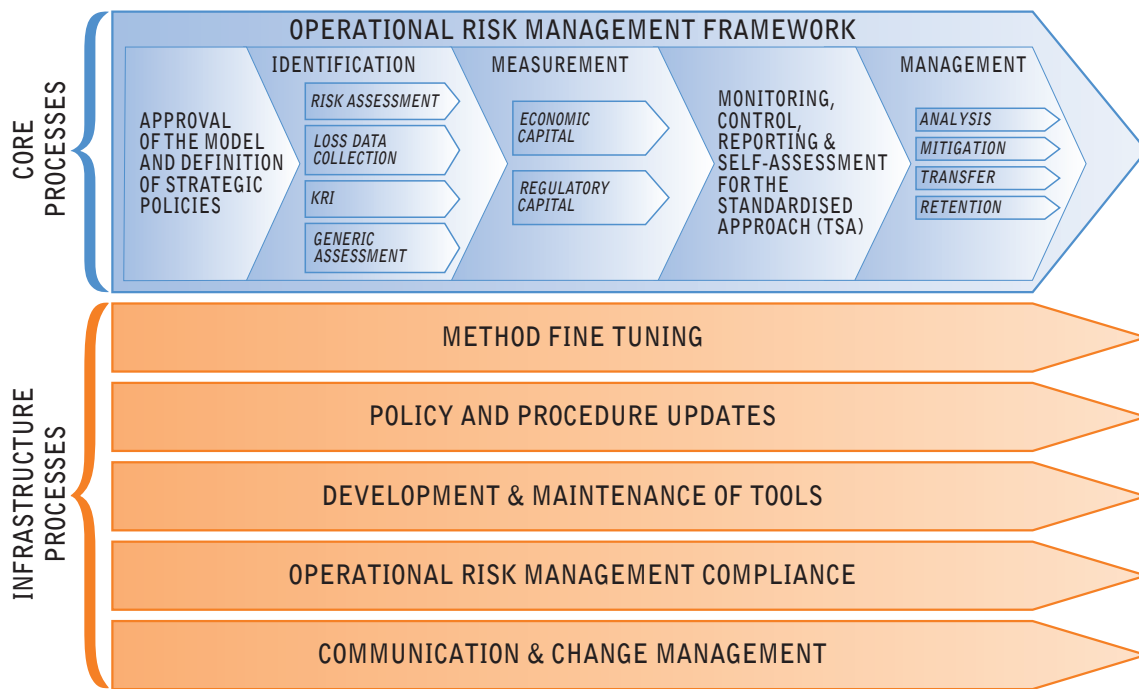 OPERATIONAL RISK MANAGEMENT FRAMEWORK
CORE
PROCESSES
APPROVAL
OF THE MODEL
AND DEFINITION
OF STRATEGIC
POLICIES
IDENTIFICATION
RISK ASSESSMENT
LOSS DATA
COLLECTION
KRI
GENERIC
ASSESSMENT
MEASUREMENT
ECONOMIC
CAPITAL
REGULATORY
CAPITAL
MONITORING,
CONTROL,
REPORTING &
SELF-ASSESSMENT
FOR THE
STANDARDISED
APPROACH (TSA)
MANAGEMENT
ANALYSIS
MITIGATION
TRANSFER
RETENTION
INFRASTRUCTURE
PROCESSES
METHOD FINE TUNING
POLICY AND PROCEDURE UPDATES
DEVELOPMENT & MAINTENANCE OF TOOLS
OPERATIONAL RISK MANAGEMENT COMPLIANCE
COMMUNICATION & CHANGE MANAGEMENT